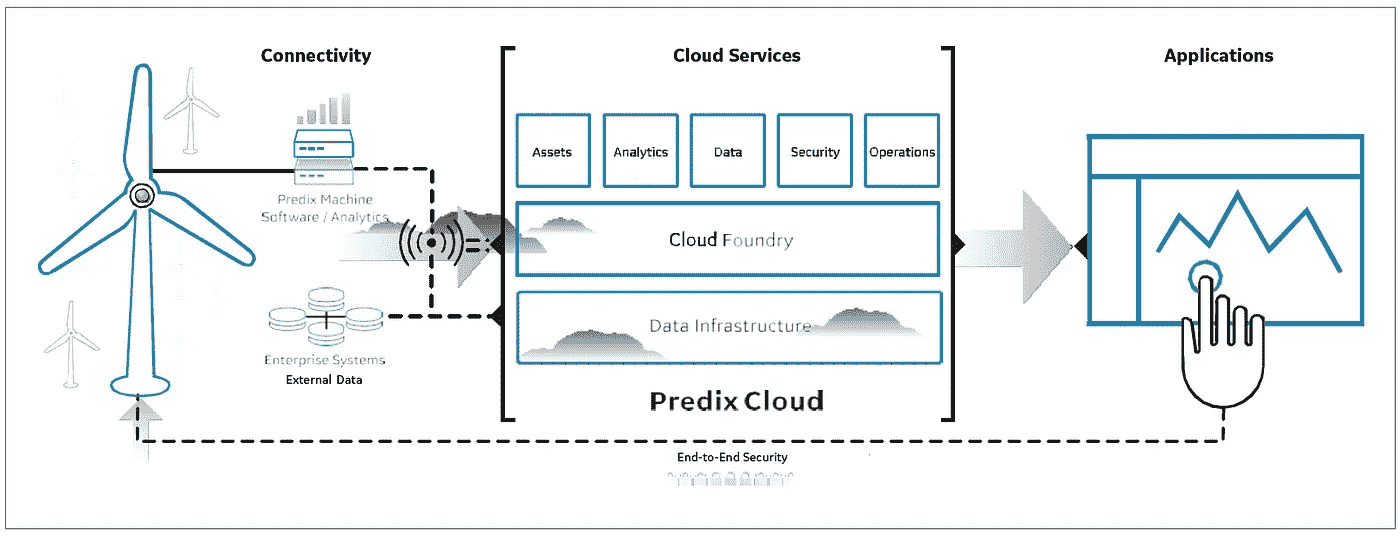 Connectivity
Cloud Services
Applications
Assets
Analytics
Data
Security
Operations
Predix Machine
Software / Analytics
Cloud Foundry
Data Infrastructure
Enterprise Systems
External Data
Predix Cloud
End-to-End Security